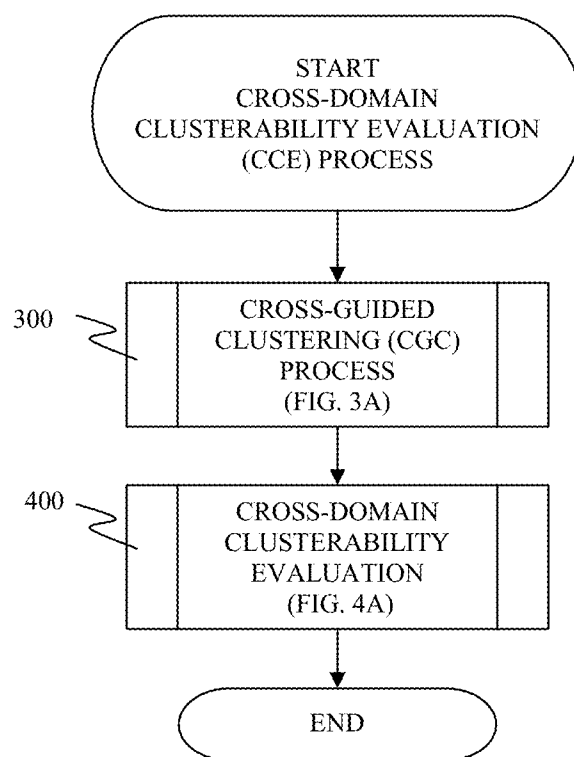 START
CROSS-DOMAIN
CLUSTERABILITY EVALUATION
(CCE) PROCESS
300
CROSS-GUIDED
CLUSTERING (CGC)
PROCESS
(FIG. 3A)
400
CROSS-DOMAIN
CLUSTERABILITY
EVALUATION
(FIG. 4A)
END